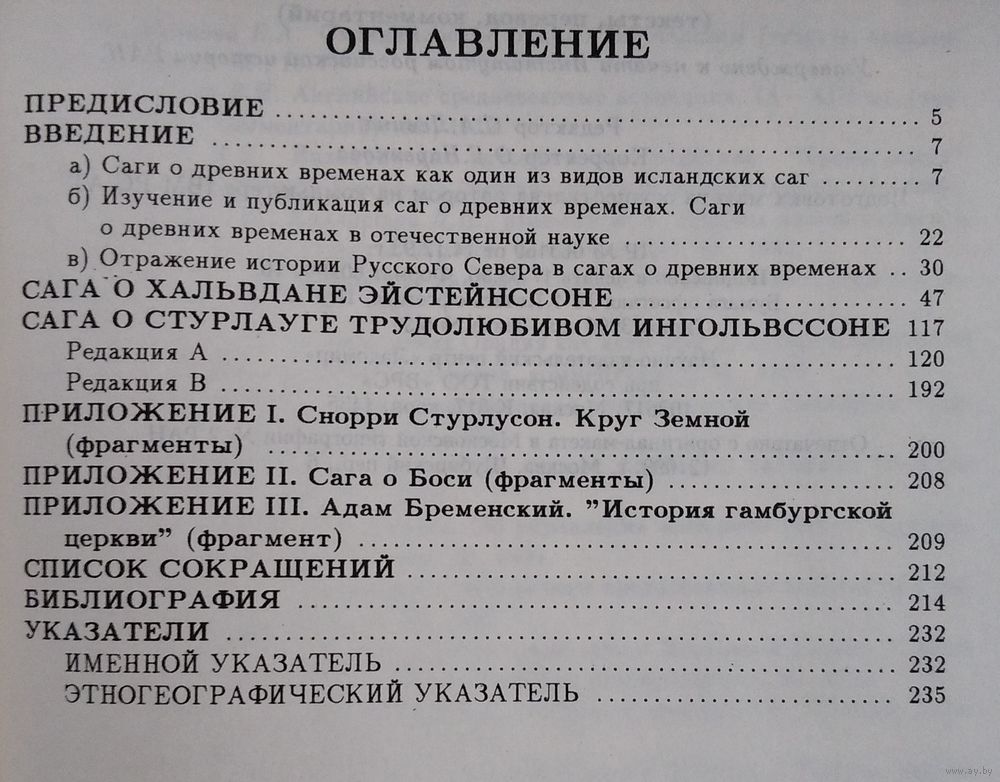 ОГЛАВЛЕНИЕ
ПРЕДИСЛОВИЕ ........ 5
ВВЕДЕНИЕ ........ 7
а) Саги о древних временах как один из видов исландских саг ........ 7
б) Изучение и публикация саг о древних временах. Саги
о древних временах в отечественной науке ........ 22
в) Отражение истории Русского Севера в сагах о древних временах .. 30
САГА О ХАЛЬВДАНЕ ЭЙСТЕЙНССОНЕ ........ 47
САГА О СТУРЛАУГЕ ТРУДОЛЮБИВОМ ИНГОЛЬВССОНЕ 117
Редакция А ........ 120
Редакция В ........ 192
ПРИЛОЖЕНИЕ I. Снорри Стурлусон. Круг Земной
(фрагменты) ........ 200
ПРИЛОЖЕНИЕ II. Сага о Боси (фрагменты) ........ 208
ПРИЛОЖЕНИЕ III. Адам Бременский. "История гамбургской
церкви" (фрагмент) ........ 209
СПИСОК СОКРАЩЕНИЙ ........ 212
БИБЛИОГРАФИЯ ........ 214
УКАЗАТЕЛИ ........ 232
ИМЕННОЙ УКАЗАТЕЛЬ ........ 232
ЭТНОГЕОГРАФИЧЕСКИЙ УКАЗАТЕЛЬ ........ 235
www.ay.by